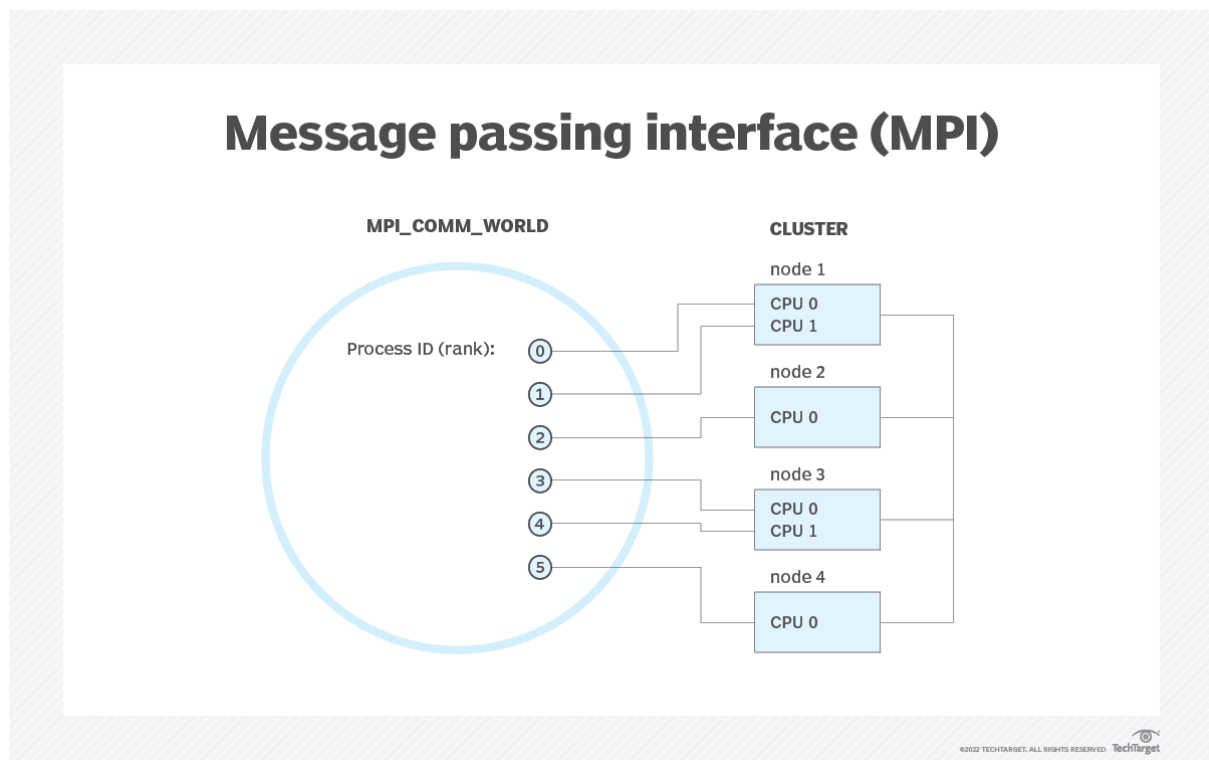 Message passing interface (MPI)
MPI_COMM_WORLD
Process ID (rank):
0
1
2
3
4
5
CLUSTER
node 1
CPU 0
CPU 1
node 2
CPU 0
node 3
CPU 0
CPU 1
node 4
CPU 0
©2022 TECHTARGET. ALL RIGHTS RESERVED TechTarget